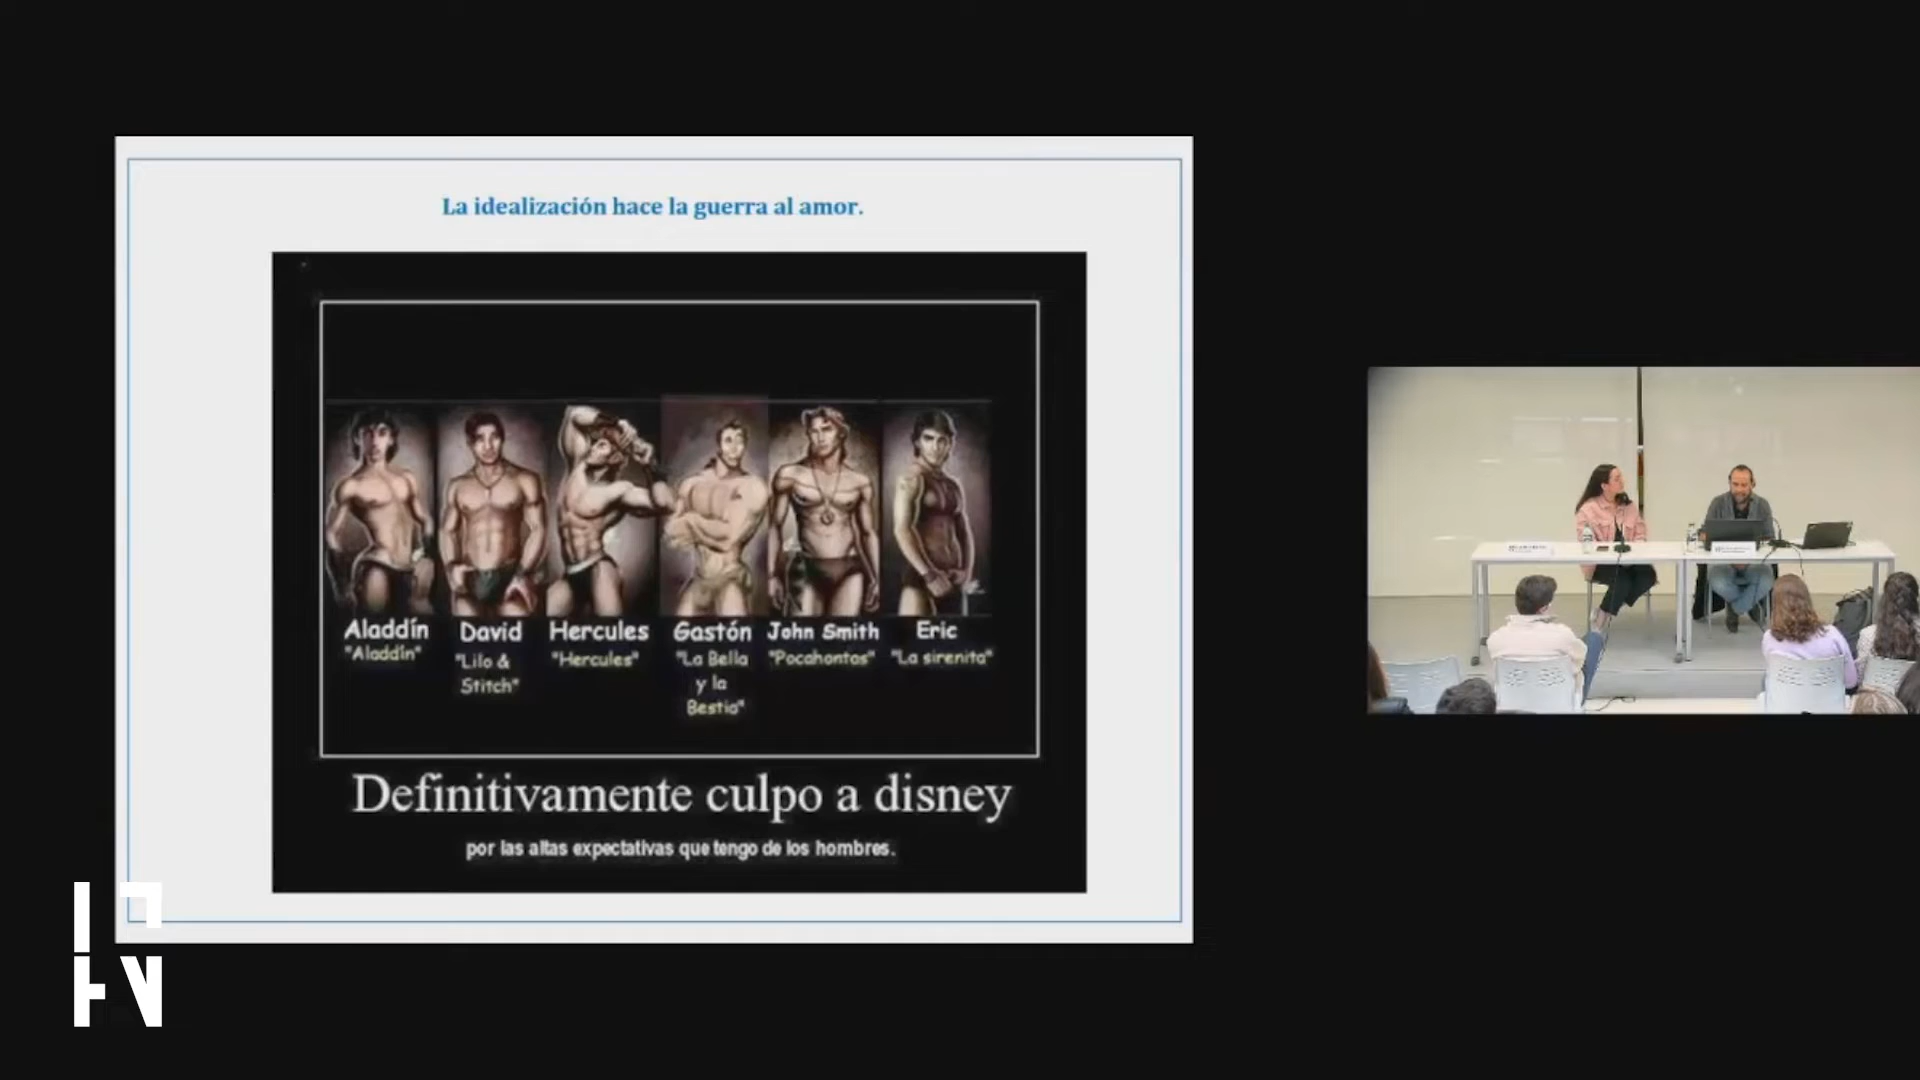 La idealización hace la guerra al amor.
Aladdín David Hercules Gastón John Smith Eric
"Aladdín" "Lilo & Stitch" "Hercules" "La Bella y la Bestia" "Pocahontas" "La sirenita"
Definitivamente culpo a disney
por las altas expectativas que tengo de los hombres.